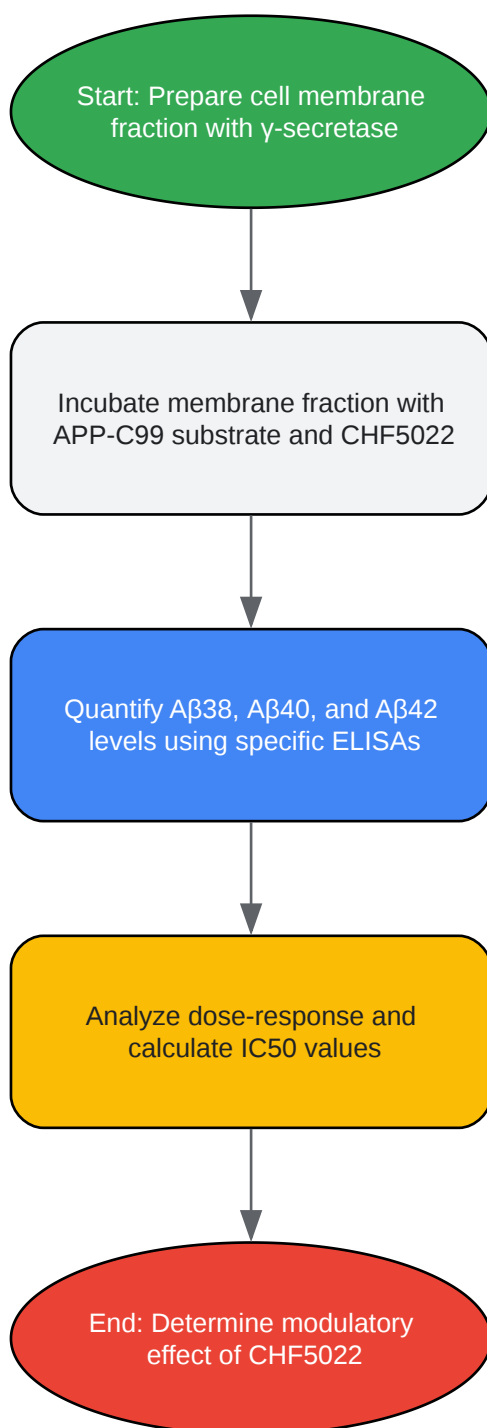 Start: Prepare cell membrane
fraction with γ-secretase
Incubate membrane fraction with
APP-C99 substrate and CHF5022
Quantify Aβ38, Aβ40, and Aβ42
levels using specific ELISAs
Analyze dose-response and
calculate IC50 values
End: Determine modulatory
effect of CHF5022